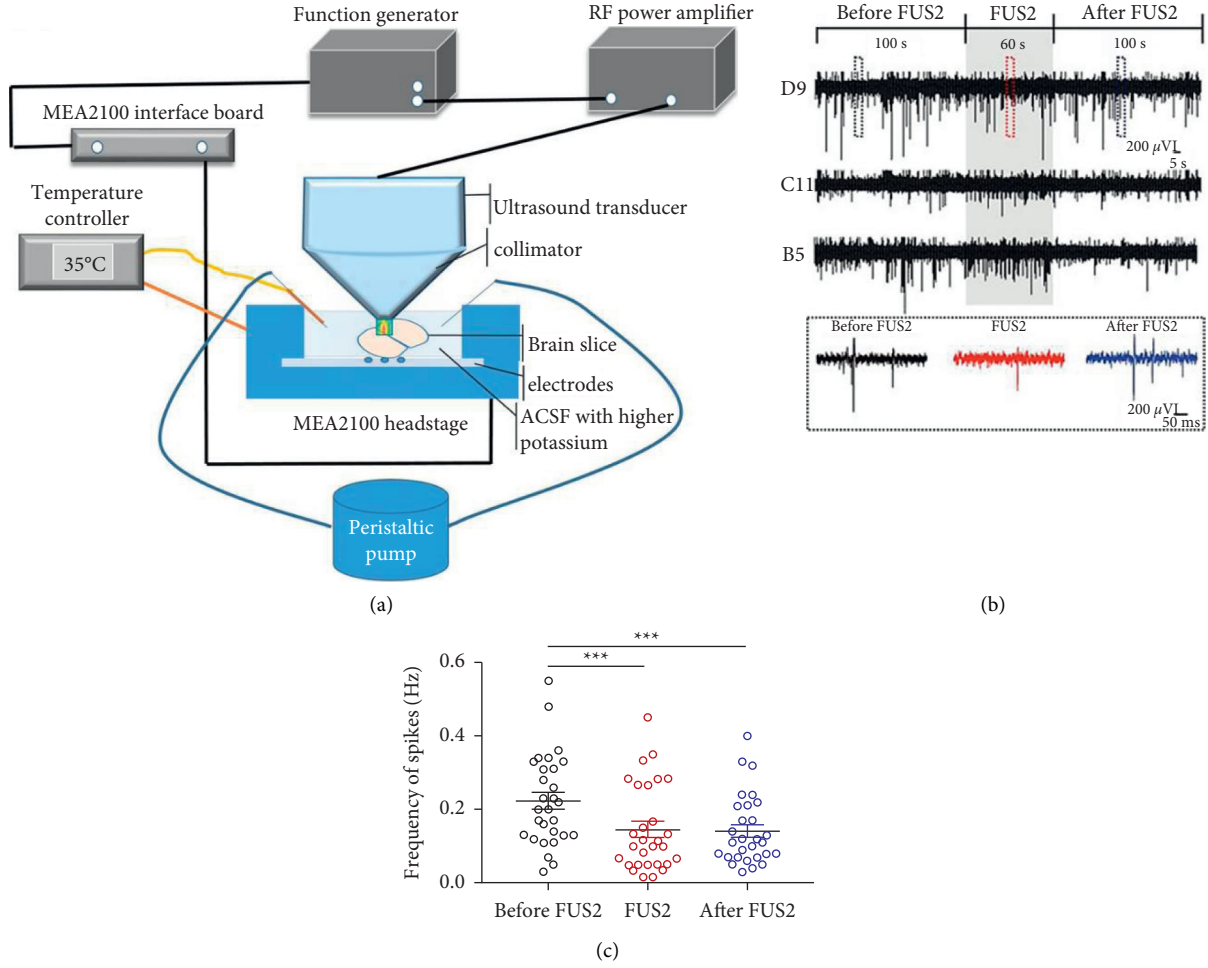 Function generator
RF power amplifier
MEA2100 interface board
Temperature
controller
35°C
Ultrasound transducer
collimator
Brain slice
electrodes
MEA2100 headstage
ACSF with higher
potassium
Peristaltic
pump
(a)
Before FUS2
FUS2
After FUS2
100 s
60 s
100 s
D9
200 μV
5 s
C11
B5
Before FUS2
FUS2
After FUS2
200 μV
50 ms
(b)
***
***
0.6
0.4
0.2
0.0
Frequency of spikes (Hz)
Before FUS2
FUS2
After FUS2
(c)